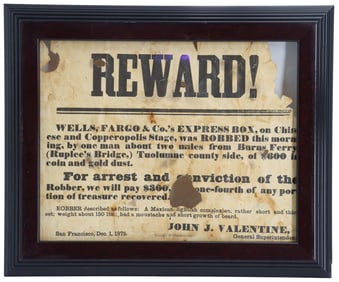 REWARD!
WELLS, FARGO & Co.'s EXPRESS BOX, on Chin
ese and Copperopolis Stage, was ROBBED this morn
ing, by one man about two miles from Burns Ferry
(Ruplee's Bridge,) Tuolumne county side, of $600 i
coin and gold dust.
For arrest and conviction of the
Robber, we will pay $300, one-fourth of any por
tion of treasure recovered.
ROBBER described as follows: A Mexican, complexion, rather short and thi
set; weight about 150 lbs; had a moustache and short growth of beard.
JOHN J. VALENTINE,
San Francisco, Dec. 1, 1875. General Superintenden